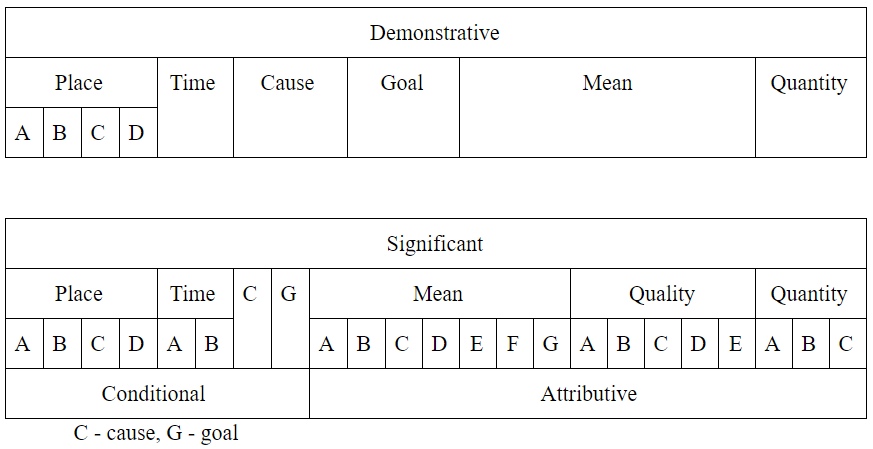 Demonstrative
Place Time Cause Goal Mean Quantity
A B C D
Significant
Place Time C G Mean Quality Quantity
A B C D A B A B C D E F G A B C D E A B C
Conditional Attributive
C - cause, G - goal